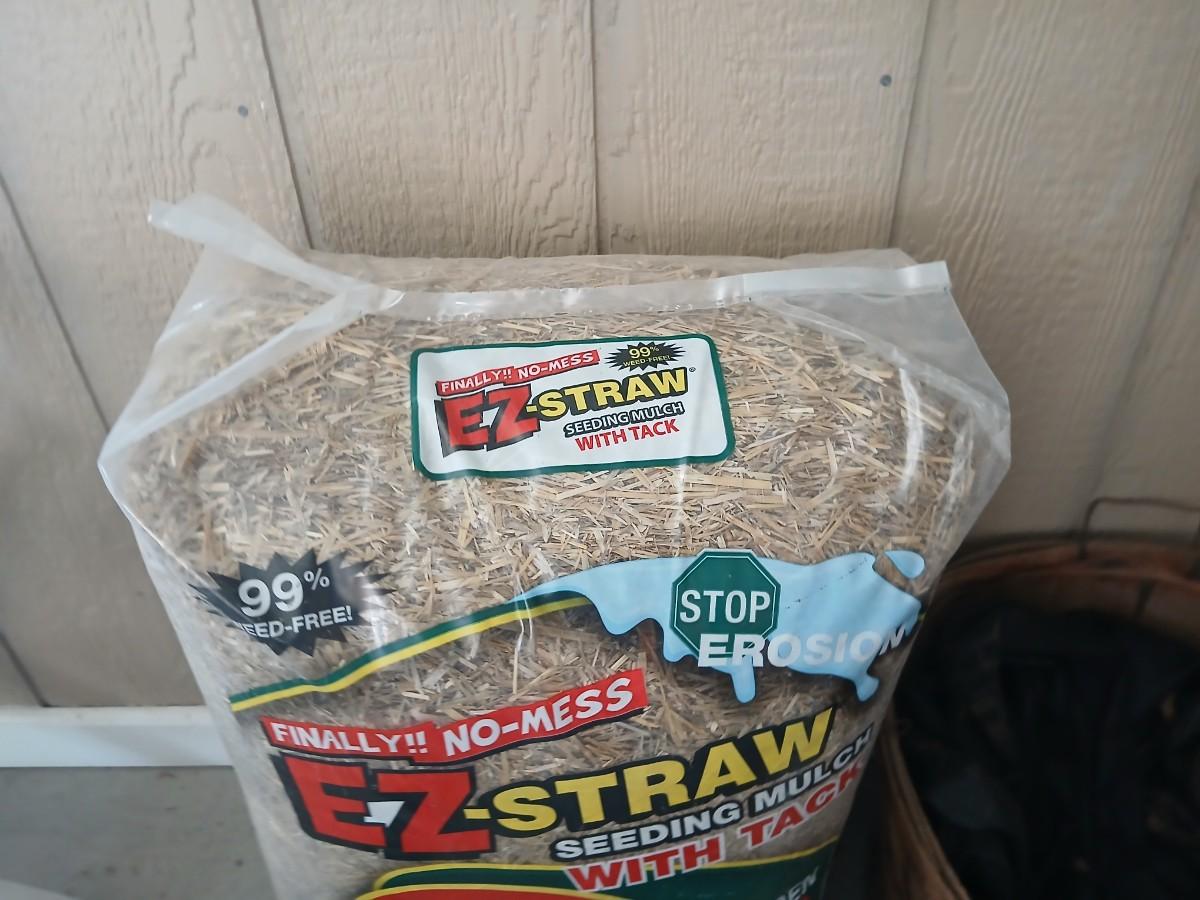 FINALLY!! NO-MESS
99%
WEED-FREE!
EZ-STRAW®
SEEDING MULCH
WITH TACK
99%
EED-FREE!
STOP
EROSION
FINALLY!! NO-MESS
EZ-STRAW
SEEDING MULCH
WITH TACK